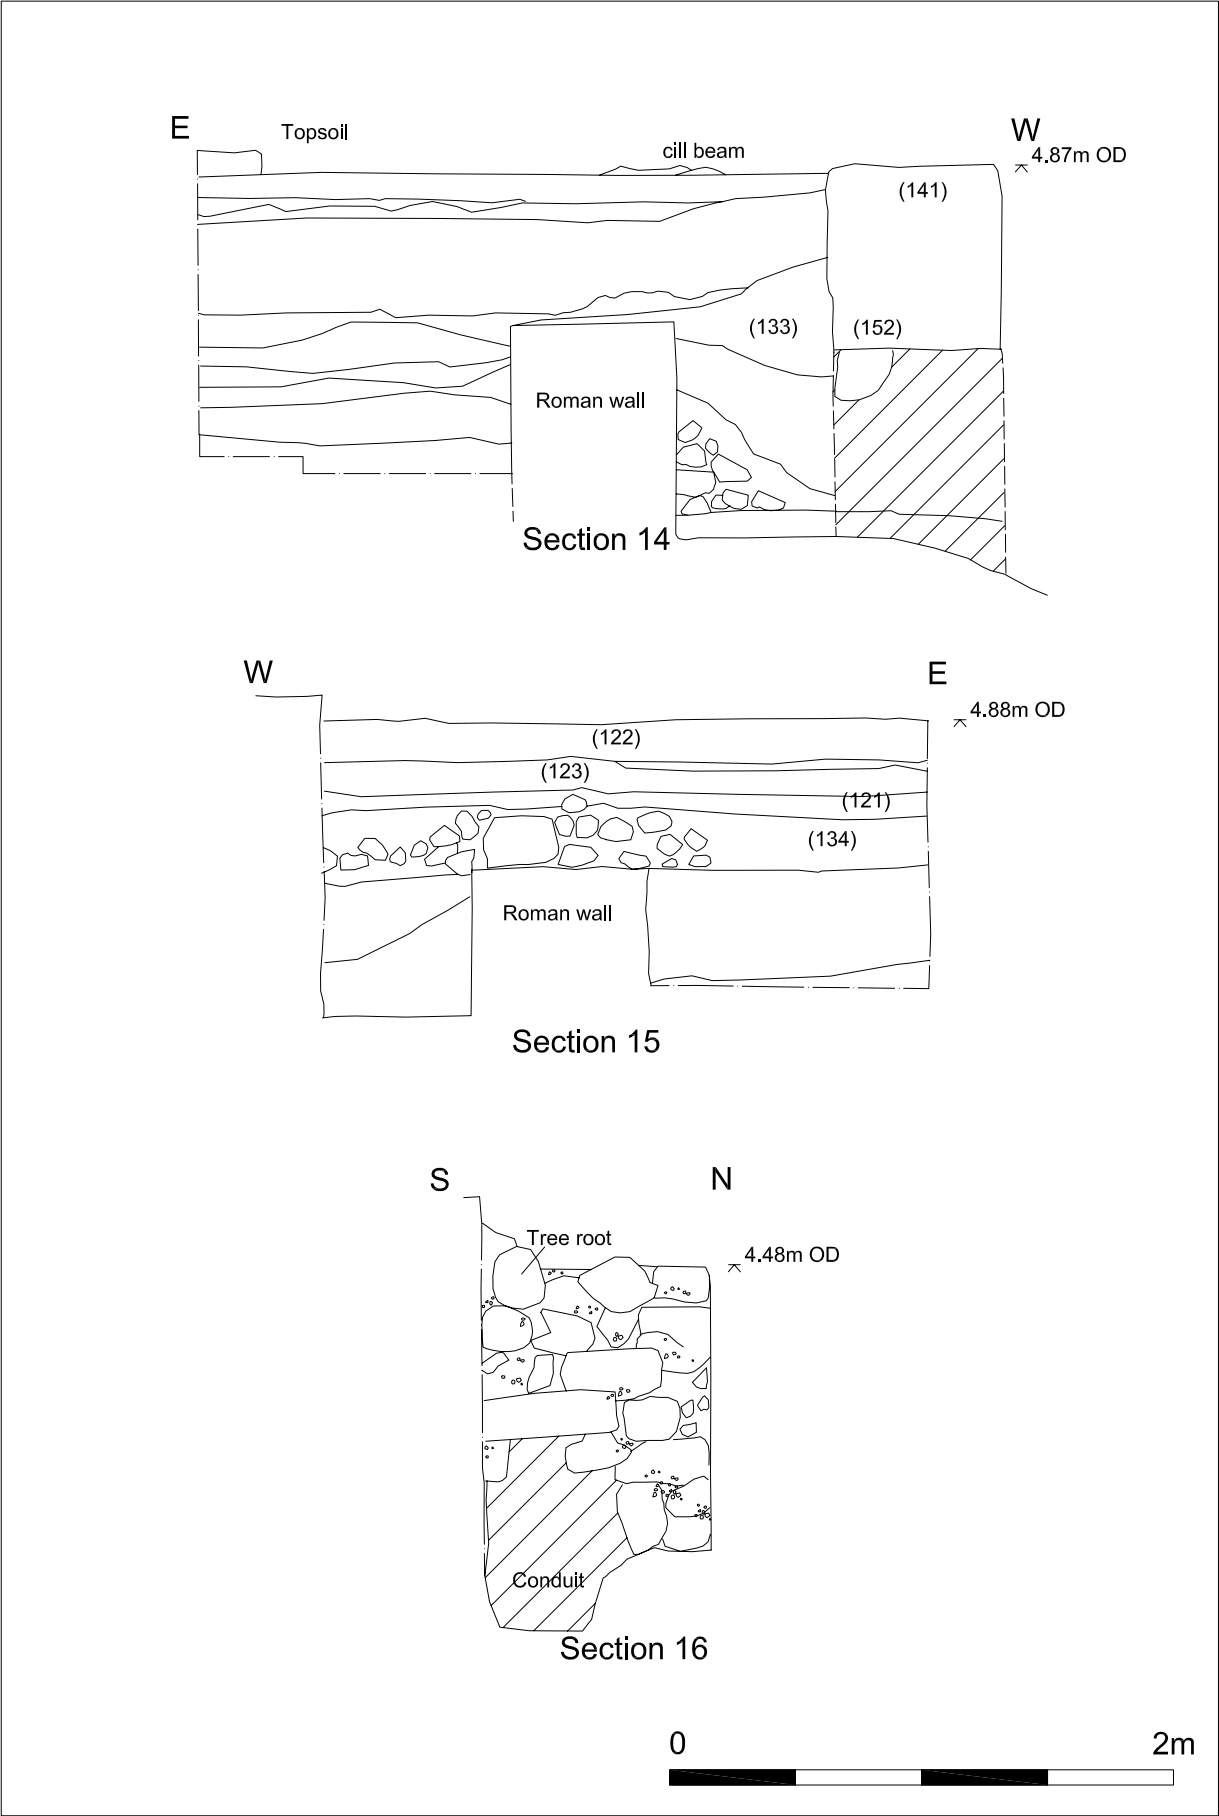 E
Topsoil
cill beam
W
4.87m OD
(141)
(133)
(152)
Roman wall
Section 14
W
E
4.88m OD
(122)
(123)
(121)
(134)
Roman wall
Section 15
S
N
Tree root
4.48m OD
Conduit
Section 16
0
2m